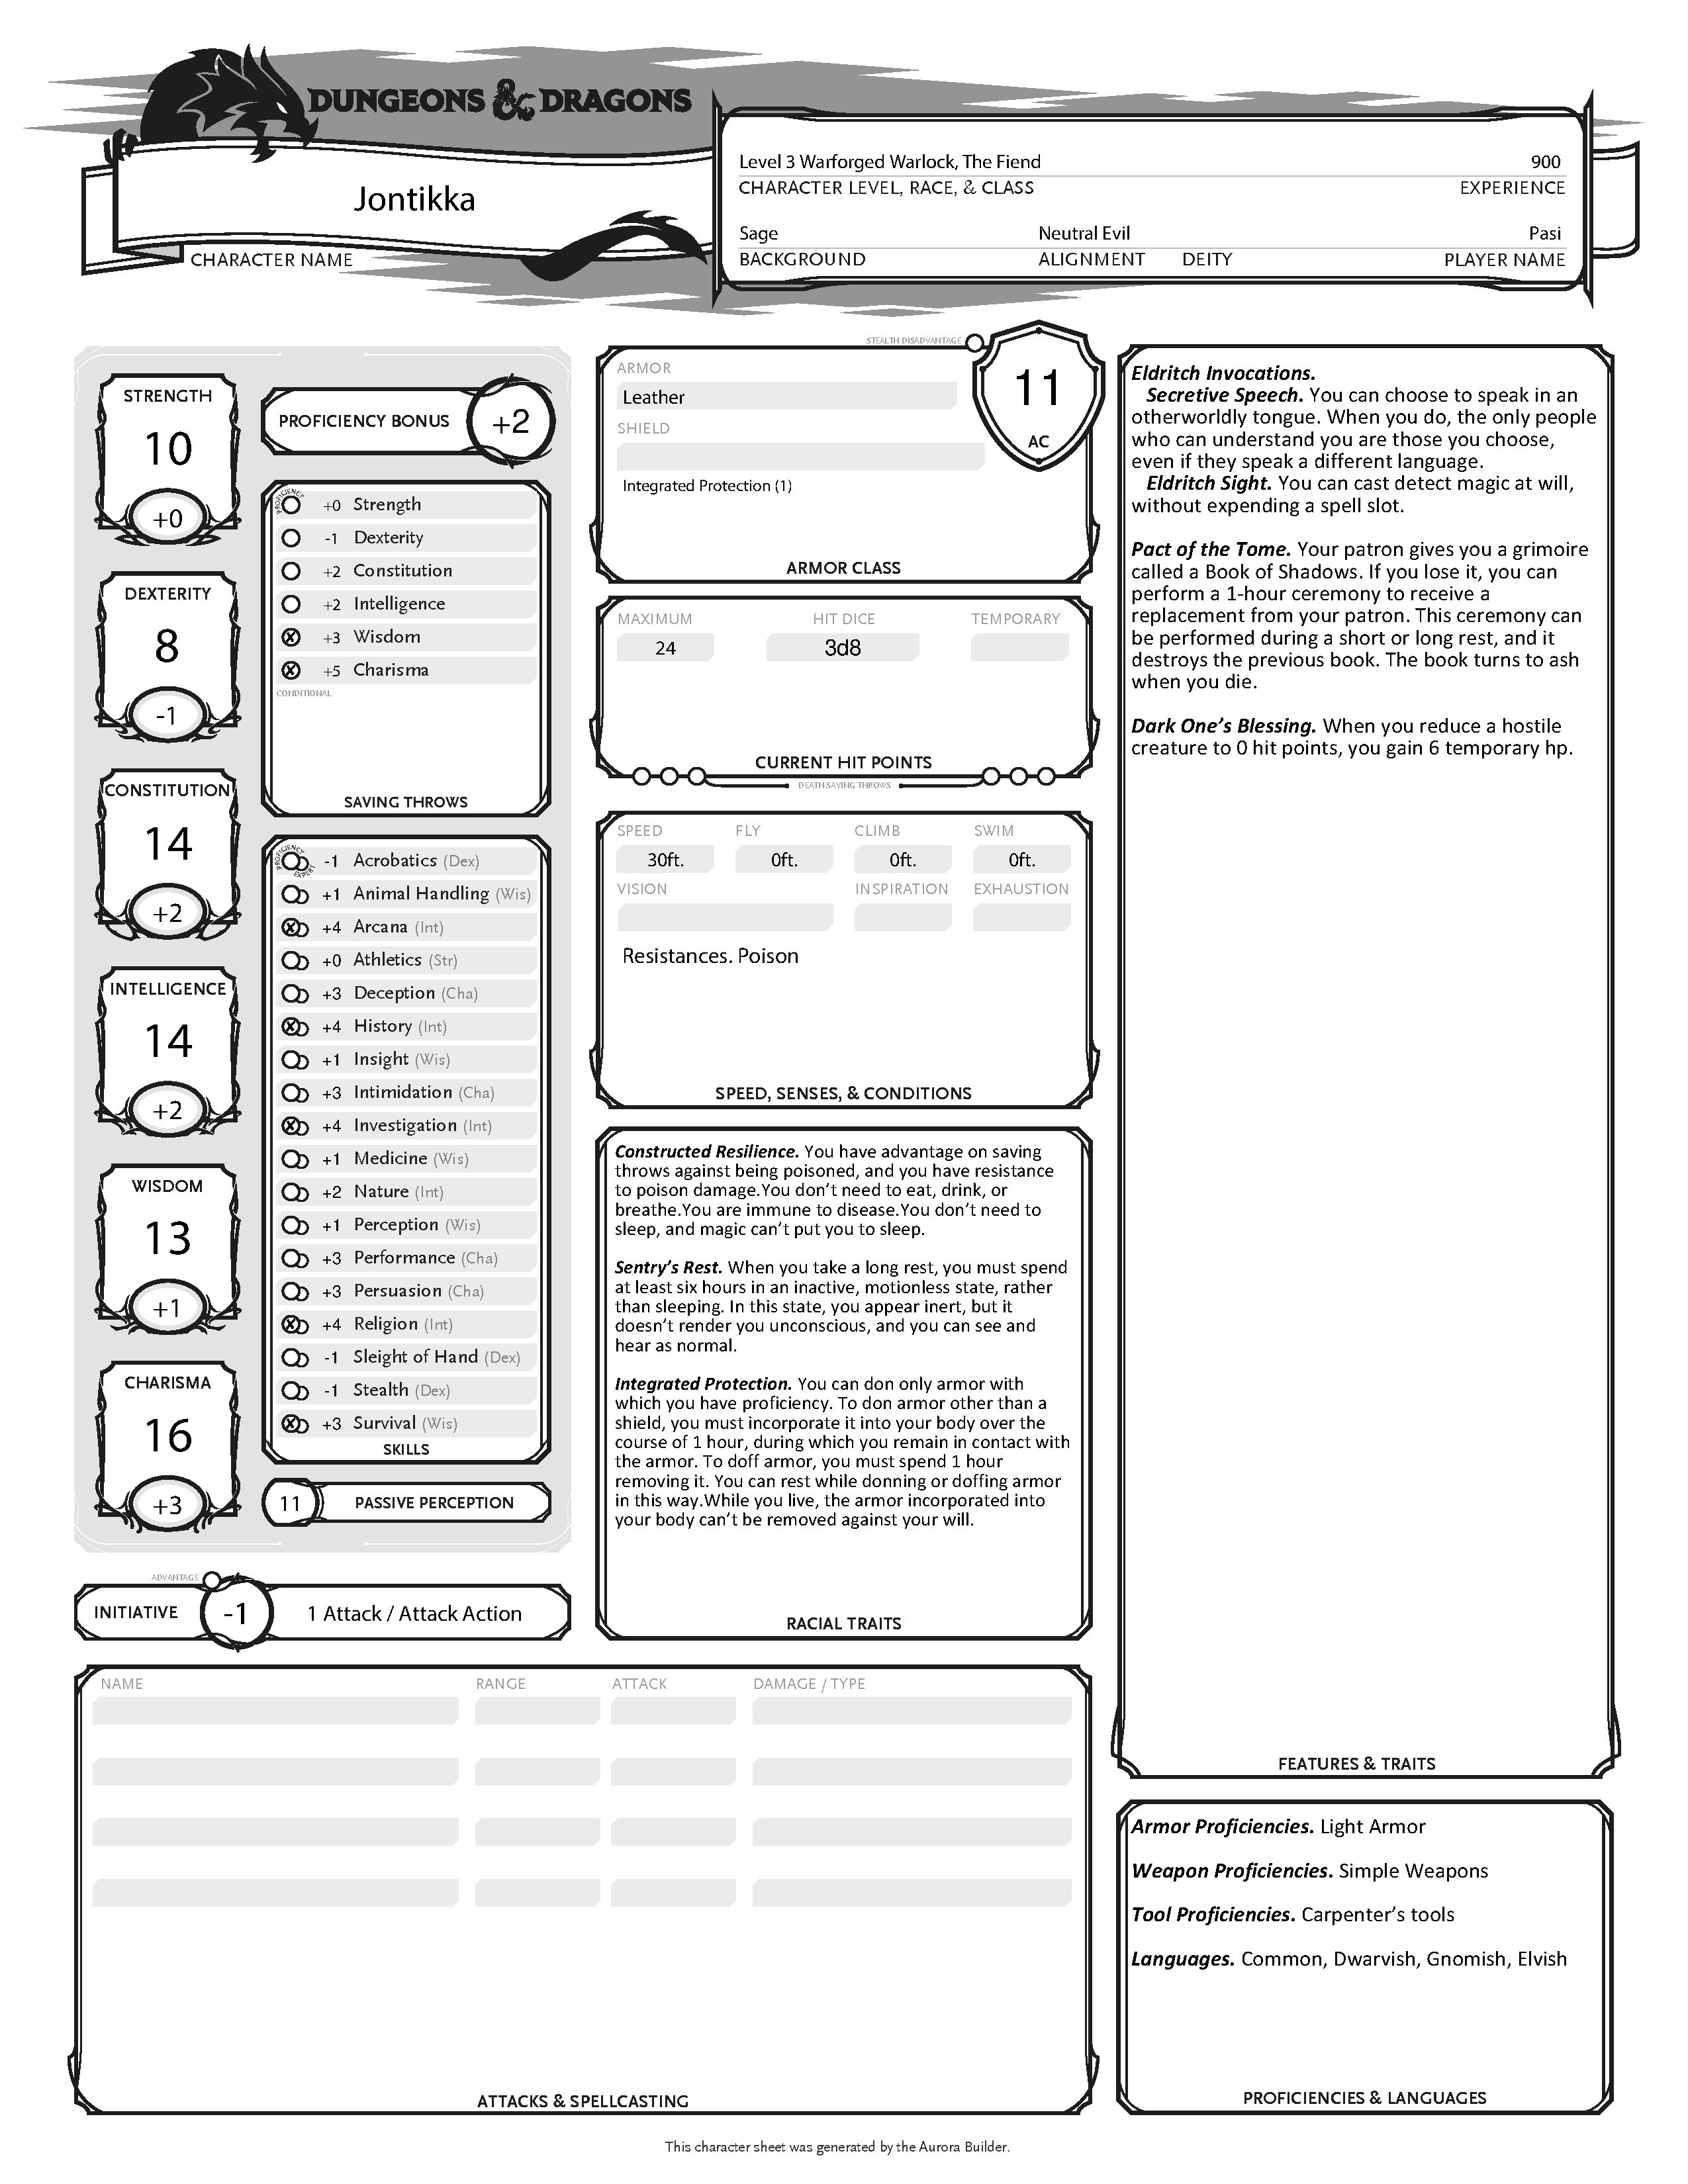 DUNGEONS & DRAGONS
Jontikka
CHARACTER NAME
Level 3 Warforged Warlock, The Fiend 900
CHARACTER LEVEL, RACE, & CLASS EXPERIENCE
Sage Neutral Evil Pasi
BACKGROUND ALIGNMENT DEITY PLAYER NAME
STRENGTH
10
+0
DEXTERITY
8
-1
CONSTITUTION
14
+2
INTELLIGENCE
14
+2
WISDOM
13
+1
CHARISMA
16
+3
PROFICIENCY BONUS +2
PROFICIENCY
+0 Strength
-1 Dexterity
+2 Constitution
+2 Intelligence
+3 Wisdom
+5 Charisma
CONDITIONAL
SAVING THROWS
PROFICIENCY
EXPERT
-1 Acrobatics (Dex)
+1 Animal Handling (Wis)
+4 Arcana (Int)
+0 Athletics (Str)
+3 Deception (Cha)
+4 History (Int)
+1 Insight (Wis)
+3 Intimidation (Cha)
+4 Investigation (Int)
+1 Medicine (Wis)
+2 Nature (Int)
+1 Perception (Wis)
+3 Performance (Cha)
+3 Persuasion (Cha)
+4 Religion (Int)
-1 Sleight of Hand (Dex)
-1 Stealth (Dex)
+3 Survival (Wis)
SKILLS
11 PASSIVE PERCEPTION
ADVANTAGE
INITIATIVE -1 1 Attack / Attack Action
STEALTH DISADVANTAGE
ARMOR
Leather
11
AC
SHIELD
Integrated Protection (1)
ARMOR CLASS
MAXIMUM HIT DICE TEMPORARY
24 3d8
CURRENT HIT POINTS
DEATH SAVING THROWS
SPEED FLY CLIMB SWIM
30ft. 0ft. 0ft. 0ft.
VISION INSPIRATION EXHAUSTION
Resistances. Poison
SPEED, SENSES, & CONDITIONS
Constructed Resilience. You have advantage on saving
throws against being poisoned, and you have resistance
to poison damage.You don't need to eat, drink, or
breathe.You are immune to disease.You don't need to
sleep, and magic can't put you to sleep.
Sentry's Rest. When you take a long rest, you must spend
at least six hours in an inactive, motionless state, rather
than sleeping. In this state, you appear inert, but it
doesn't render you unconscious, and you can see and
hear as normal.
Integrated Protection. You can don only armor with
which you have proficiency. To don armor other than a
shield, you must incorporate it into your body over the
course of 1 hour, during which you remain in contact with
the armor. To doff armor, you must spend 1 hour
removing it. You can rest while donning or doffing armor
in this way.While you live, the armor incorporated into
your body can't be removed against your will.
RACIAL TRAITS
Eldritch Invocations.
Secretive Speech. You can choose to speak in an
otherworldly tongue. When you do, the only people
who can understand you are those you choose,
even if they speak a different language.
Eldritch Sight. You can cast detect magic at will,
without expending a spell slot.
Pact of the Tome. Your patron gives you a grimoire
called a Book of Shadows. If you lose it, you can
perform a 1-hour ceremony to receive a
replacement from your patron. This ceremony can
be performed during a short or long rest, and it
destroys the previous book. The book turns to ash
when you die.
Dark One's Blessing. When you reduce a hostile
creature to 0 hit points, you gain 6 temporary hp.
FEATURES & TRAITS
NAME RANGE ATTACK DAMAGE / TYPE
ATTACKS & SPELLCASTING
Armor Proficiencies. Light Armor
Weapon Proficiencies. Simple Weapons
Tool Proficiencies. Carpenter's tools
Languages. Common, Dwarvish, Gnomish, Elvish
PROFICIENCIES & LANGUAGES
This character sheet was generated by the Aurora Builder.